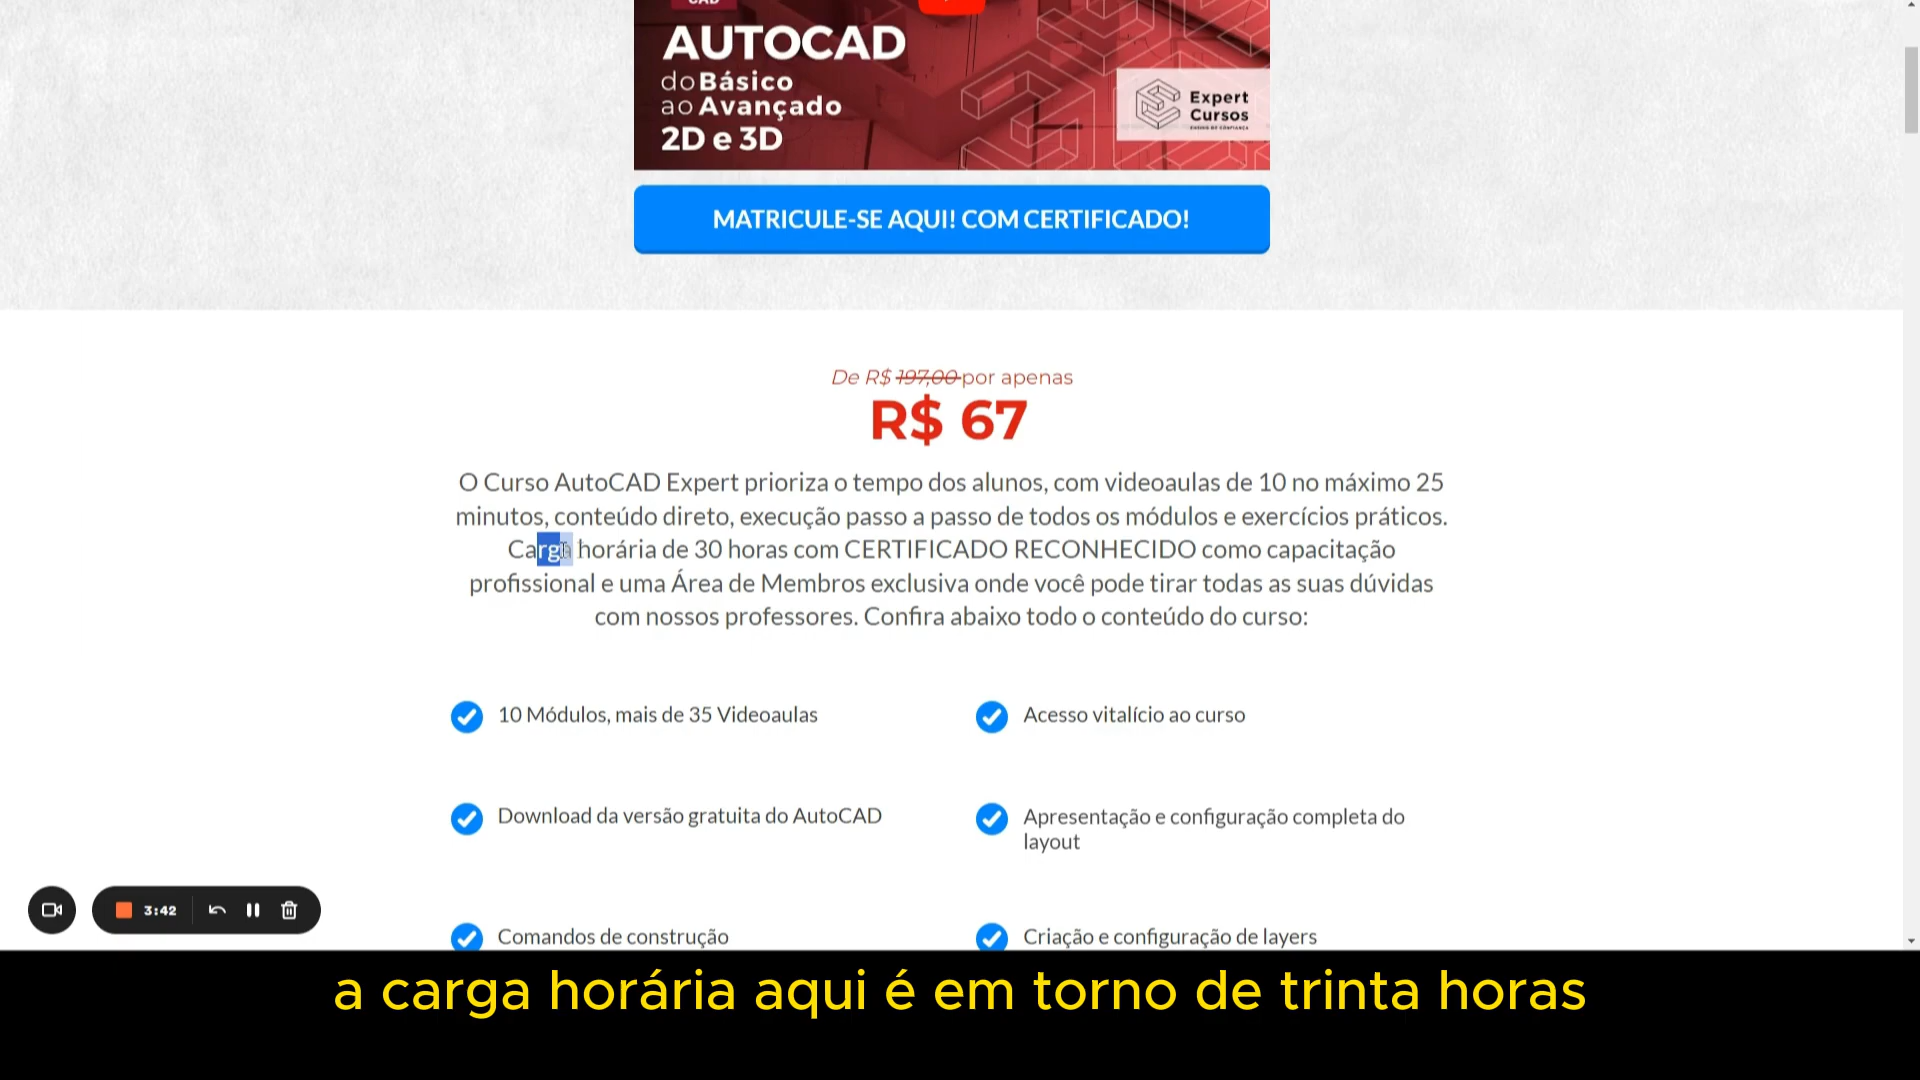 CAD
AUTOCAD
do Básico
ao Avançado
2D e 3D
Expert
Cursos
ENSINO DE CONFIANÇA
MATRICULE-SE AQUI! COM CERTIFICADO!
De R$ 197,00 por apenas
R$ 67
O Curso AutoCAD Expert prioriza o tempo dos alunos, com videoaulas de 10 no máximo 25
minutos, conteúdo direto, execução passo a passo de todos os módulos e exercícios práticos.
Carga horária de 30 horas com CERTIFICADO RECONHECIDO como capacitação
profissional e uma Área de Membros exclusiva onde você pode tirar todas as suas dúvidas
com nossos professores. Confira abaixo todo o conteúdo do curso:
10 Módulos, mais de 35 Videoaulas
Acesso vitalício ao curso
Download da versão gratuita do AutoCAD
Apresentação e configuração completa do
layout
3:42
Comandos de construção
Criação e configuração de layers
a carga horária aqui é em torno de trinta horas